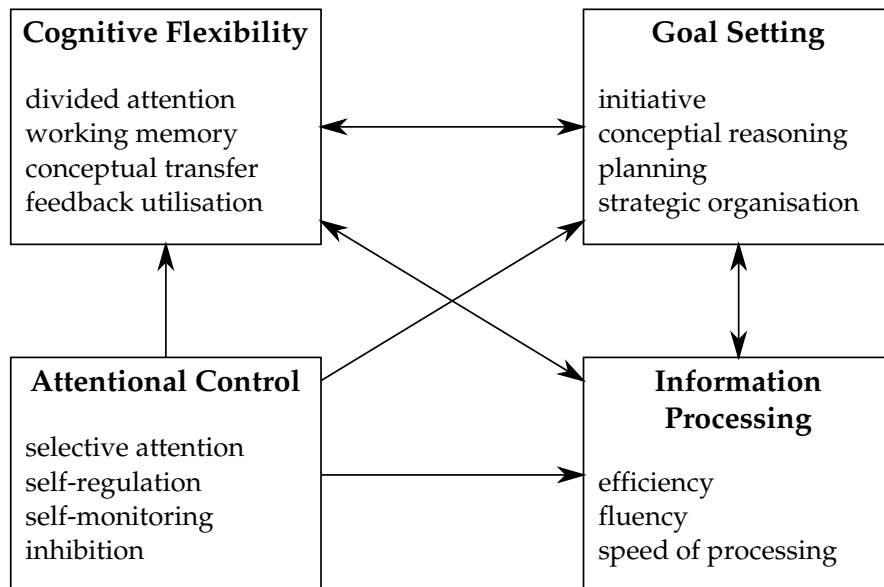 Cognitive Flexibility
divided attention
working memory
conceptual transfer
feedback utilisation
Goal Setting
initiative
conceptial reasoning
planning
strategic organisation
Attentional Control
selective attention
self-regulation
self-monitoring
inhibition
Information
Processing
efficiency
fluency
speed of processing